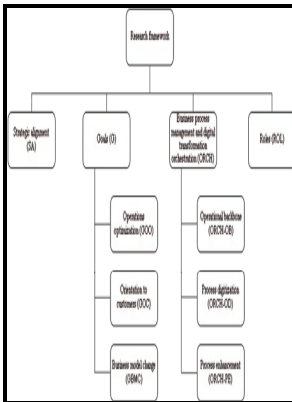 Research framework
Strategic alignment
(SA)
Goals (G)
Business process
management and digital
transformation
orchestration (ORCH)
Roles (ROL)
Operations
optimization (GOO)
Operational backbone
(ORCH-OB)
Orientation to
customers (GOC)
Process digitization
(ORCH-OD)
Business model change
(GBMC)
Process enhancement
(ORCH-PE)